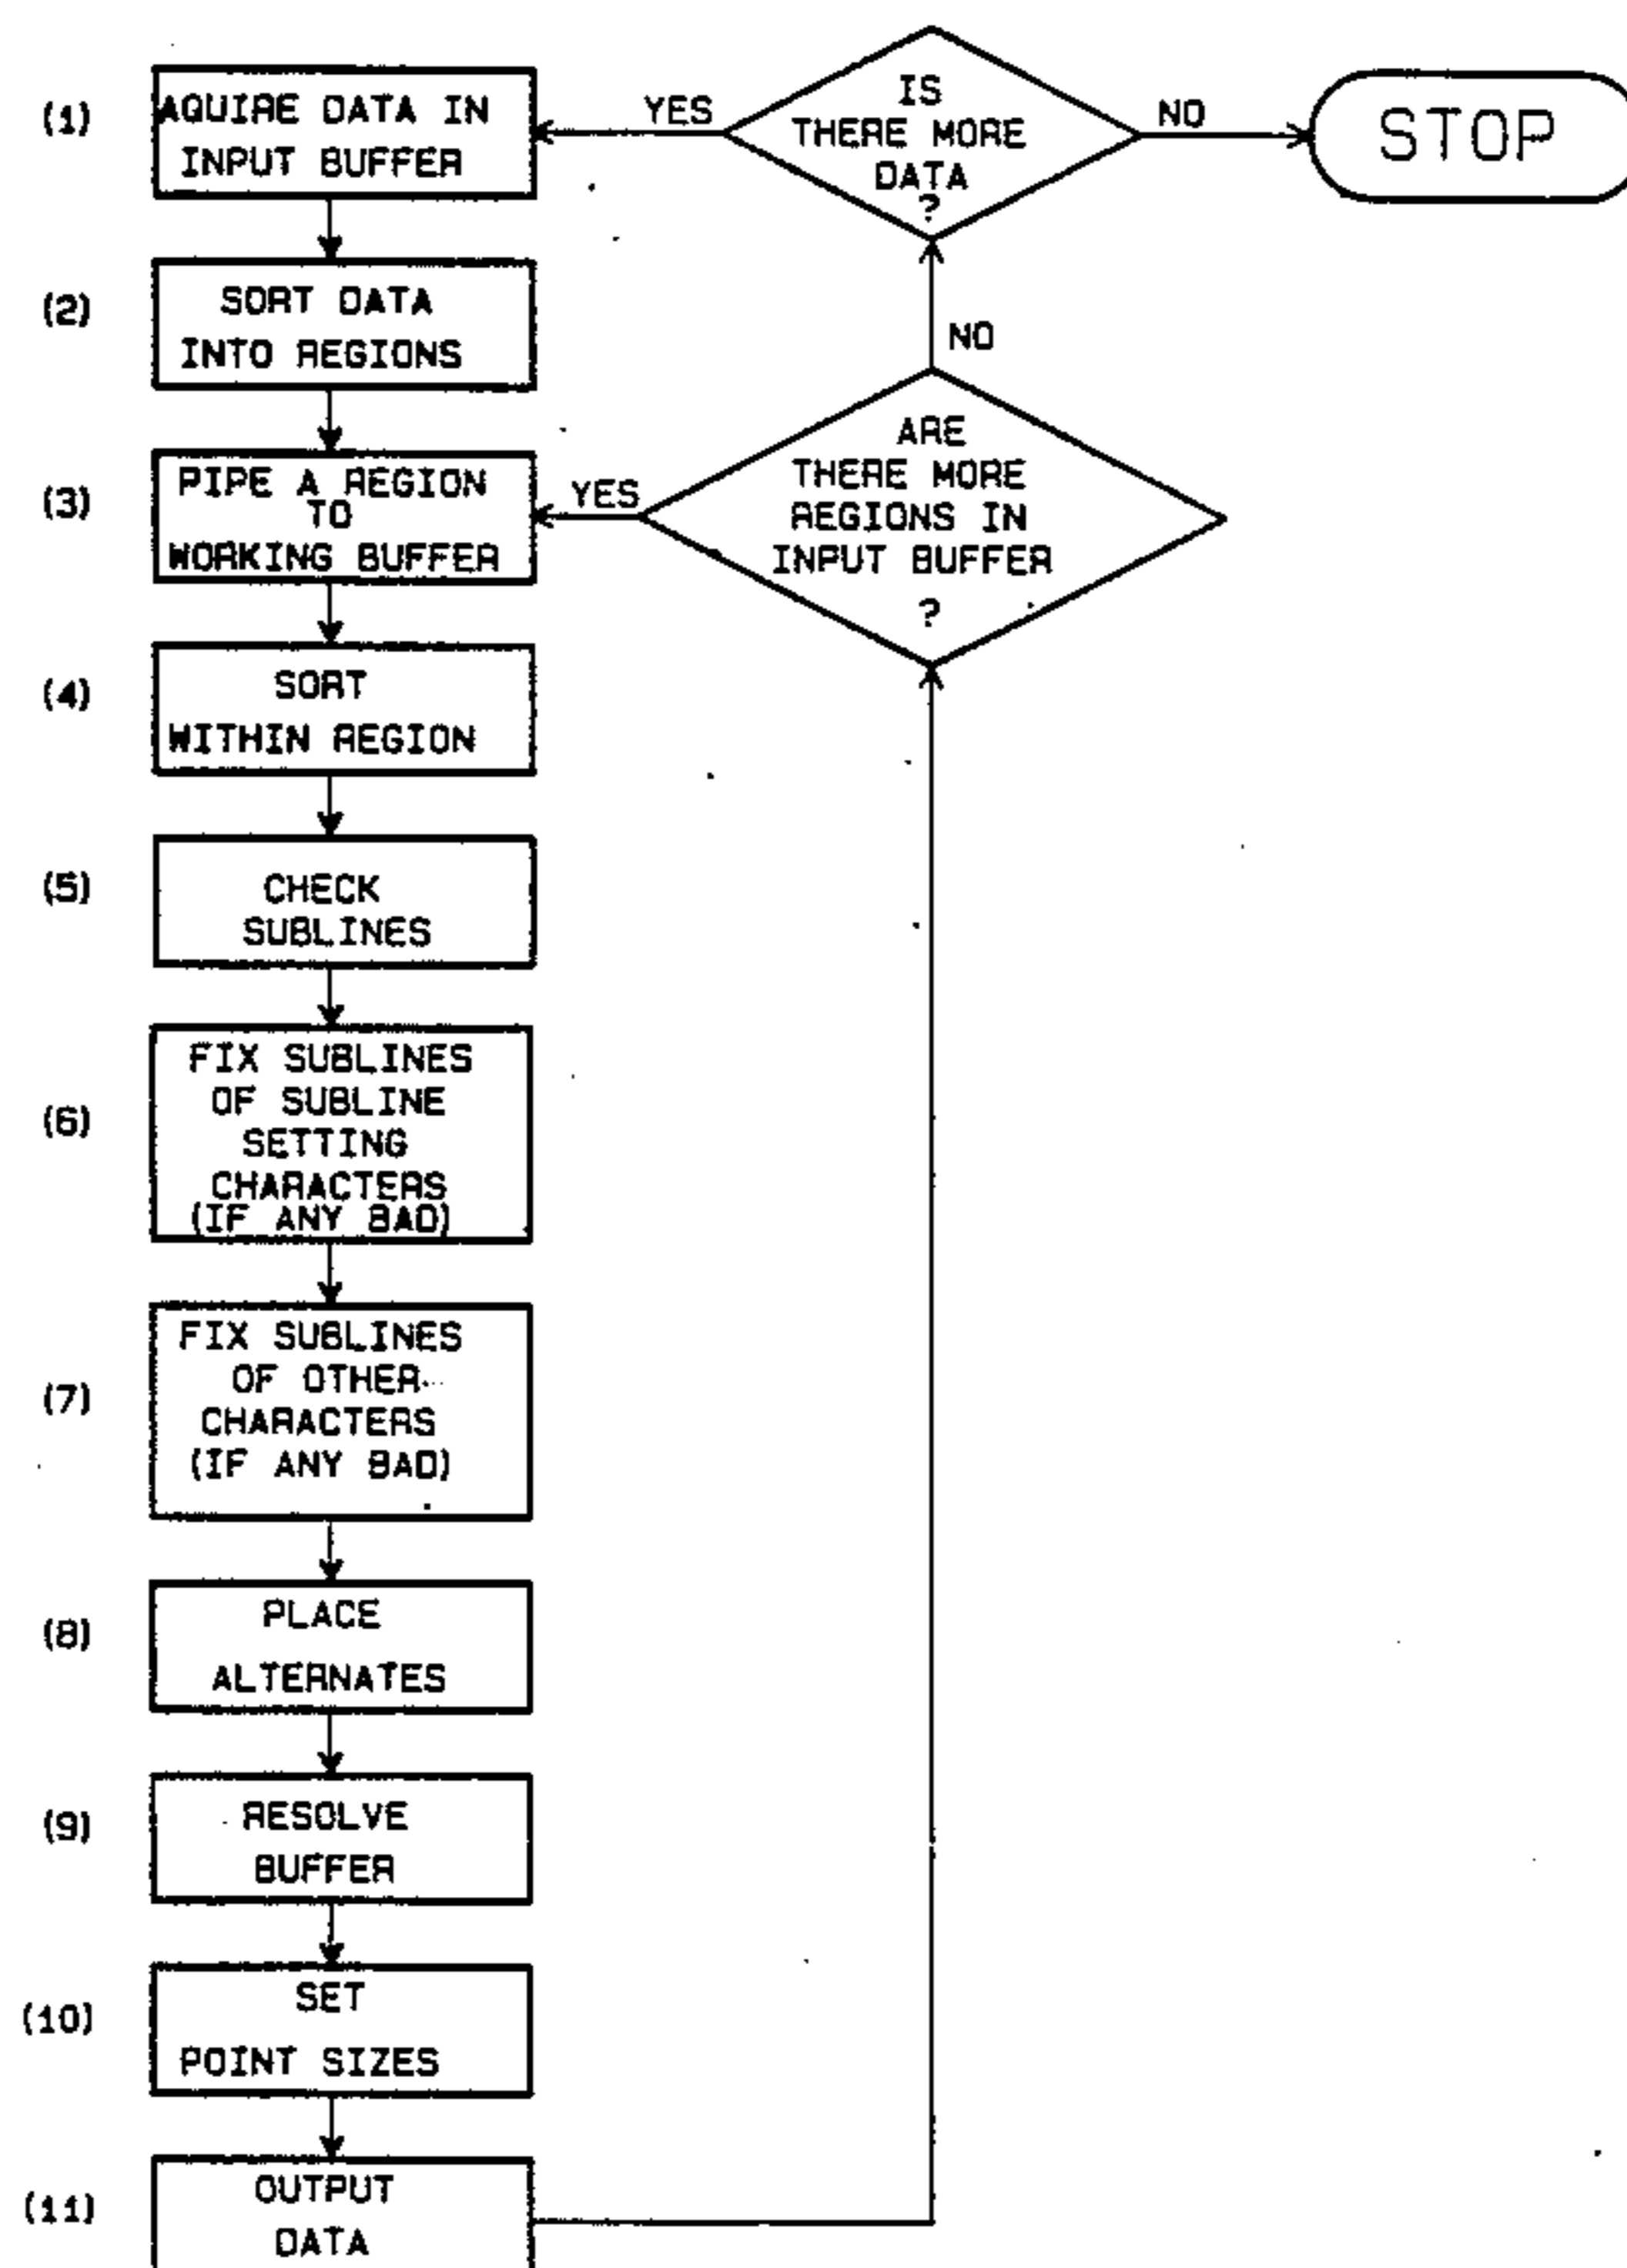 (1)
AQUIRE DATA IN
INPUT BUFFER
YES
IS
THERE MORE
DATA
?
NO
STOP
(2)
SORT DATA
INTO REGIONS
NO
(3)
PIPE A REGION
TO
WORKING BUFFER
YES
ARE
THERE MORE
REGIONS IN
INPUT BUFFER
?
(4)
SORT
WITHIN REGION
(5)
CHECK
SUBLINES
(6)
FIX SUBLINES
OF SUBLINE
SETTING
CHARACTERS
(IF ANY BAD)
(7)
FIX SUBLINES
OF OTHER
CHARACTERS
(IF ANY BAD)
(8)
PLACE
ALTERNATES
(9)
RESOLVE
BUFFER
(10)
SET
POINT SIZES
(11)
OUTPUT
DATA